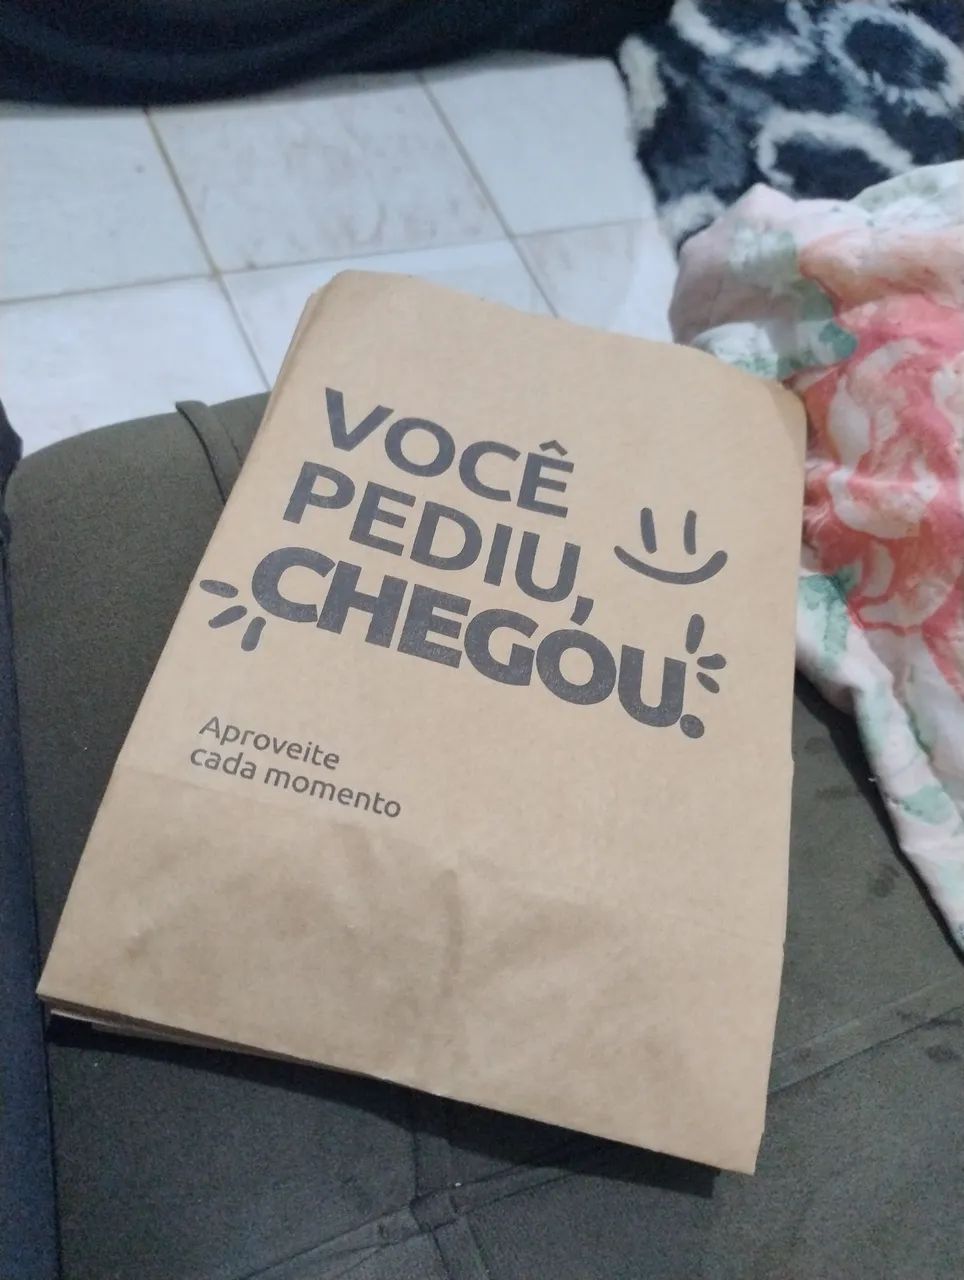 VOCÊ
PEDIU,
CHEGOU.
Aproveite
cada momento